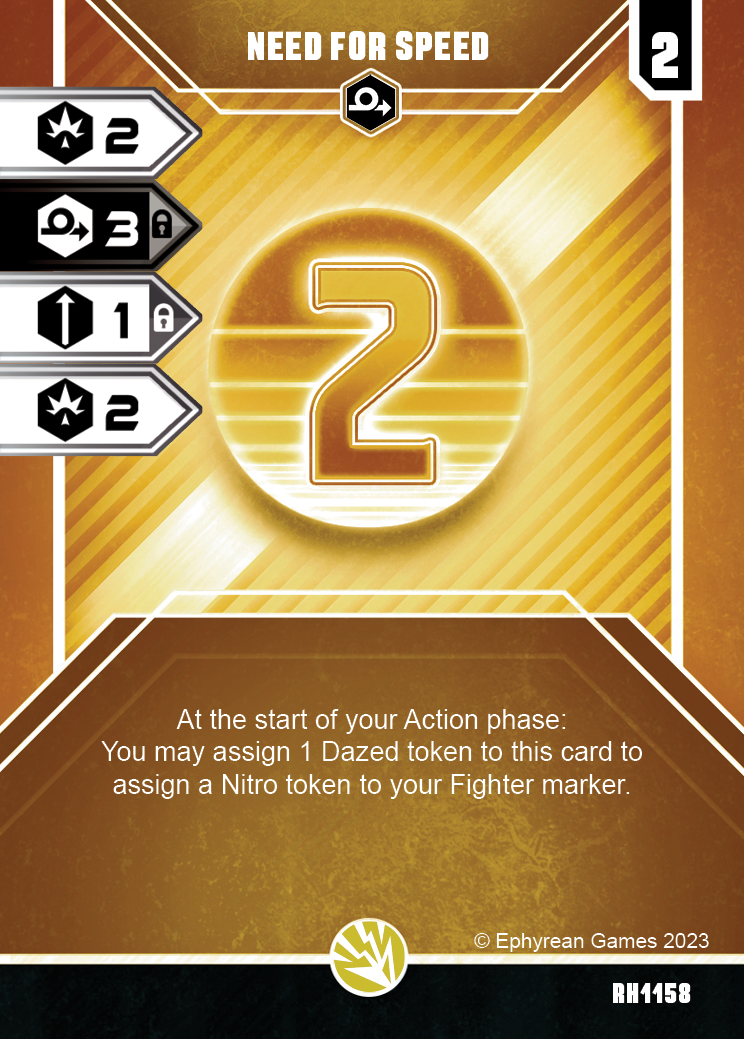 NEED FOR SPEED
2
2
3
1
2
2
At the start of your Action phase:
You may assign 1 Dazed token to this card to
assign a Nitro token to your Fighter marker.
© Ephyrean Games 2023
RH1158